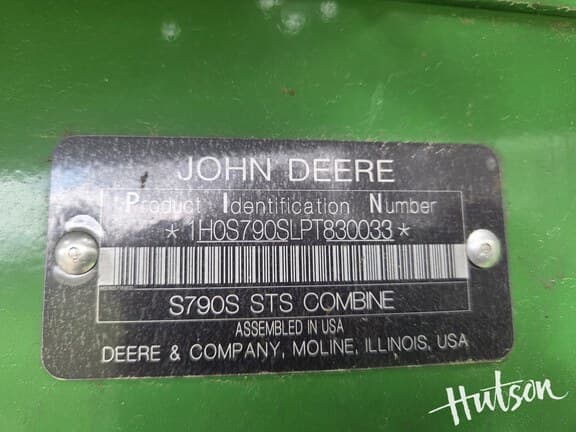 JOHN DEERE
Product Identification Number
*1H0S790SLPT830033*
S790S STS COMBINE
ASSEMBLED IN USA
DEERE & COMPANY, MOLINE, ILLINOIS, USA
Hutson